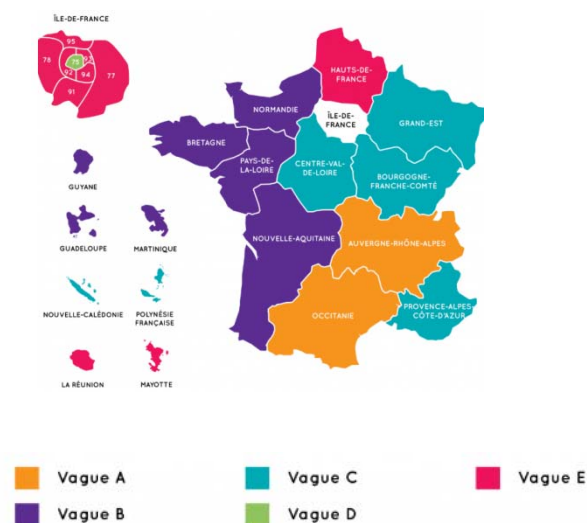 ÎLE-DE-FRANCE
95
78
75
92
94
77
91
HAUTS-DE-
FRANCE
NORMANDIE
ÎLE-DE-
FRANCE
GRAND-EST
BRETAGNE
PAYS-DE-
LA-LOIRE
CENTRE-VAL-
DE-LOIRE
BOURGOGNE-
FRANCHE-COMTÉ
GUYANE
NOUVELLE-AQUITAINE
AUVERGNE-RHÔNE-ALPES
GUADELOUPE
MARTINIQUE
OCCITANIE
PROVENCE-ALPES
CÔTE-D'AZUR
NOUVELLE-CALÉDONIE
POLYNÉSIE
FRANÇAISE
LA RÉUNION
MAYOTTE
Vague A
Vague C
Vague E
Vague B
Vague D